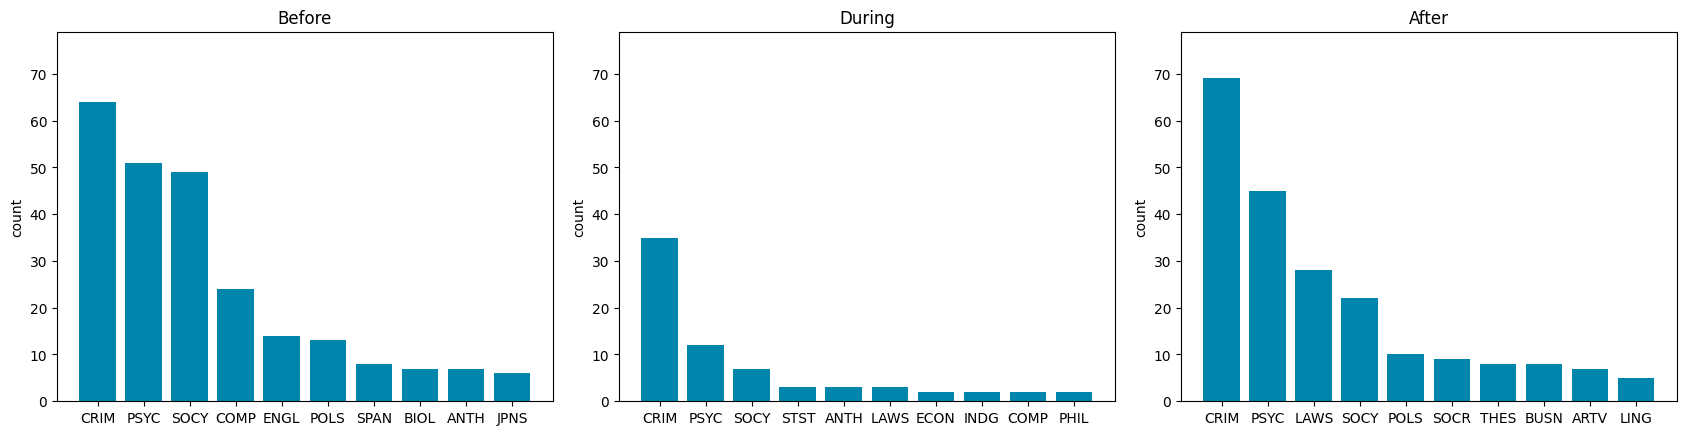 Before
70
60
50
40
30
20
10
0
count
CRIM PSYC SOCY COMP ENGL POLS SPAN BIOL ANTH JPNS
During
70
60
50
40
30
20
10
0
count
CRIM PSYC SOCY STST ANTH LAWS ECON INDG COMP PHIL
After
70
60
50
40
30
20
10
0
count
CRIM PSYC LAWS SOCY POLS SOCR THES BUSN ARTV LING